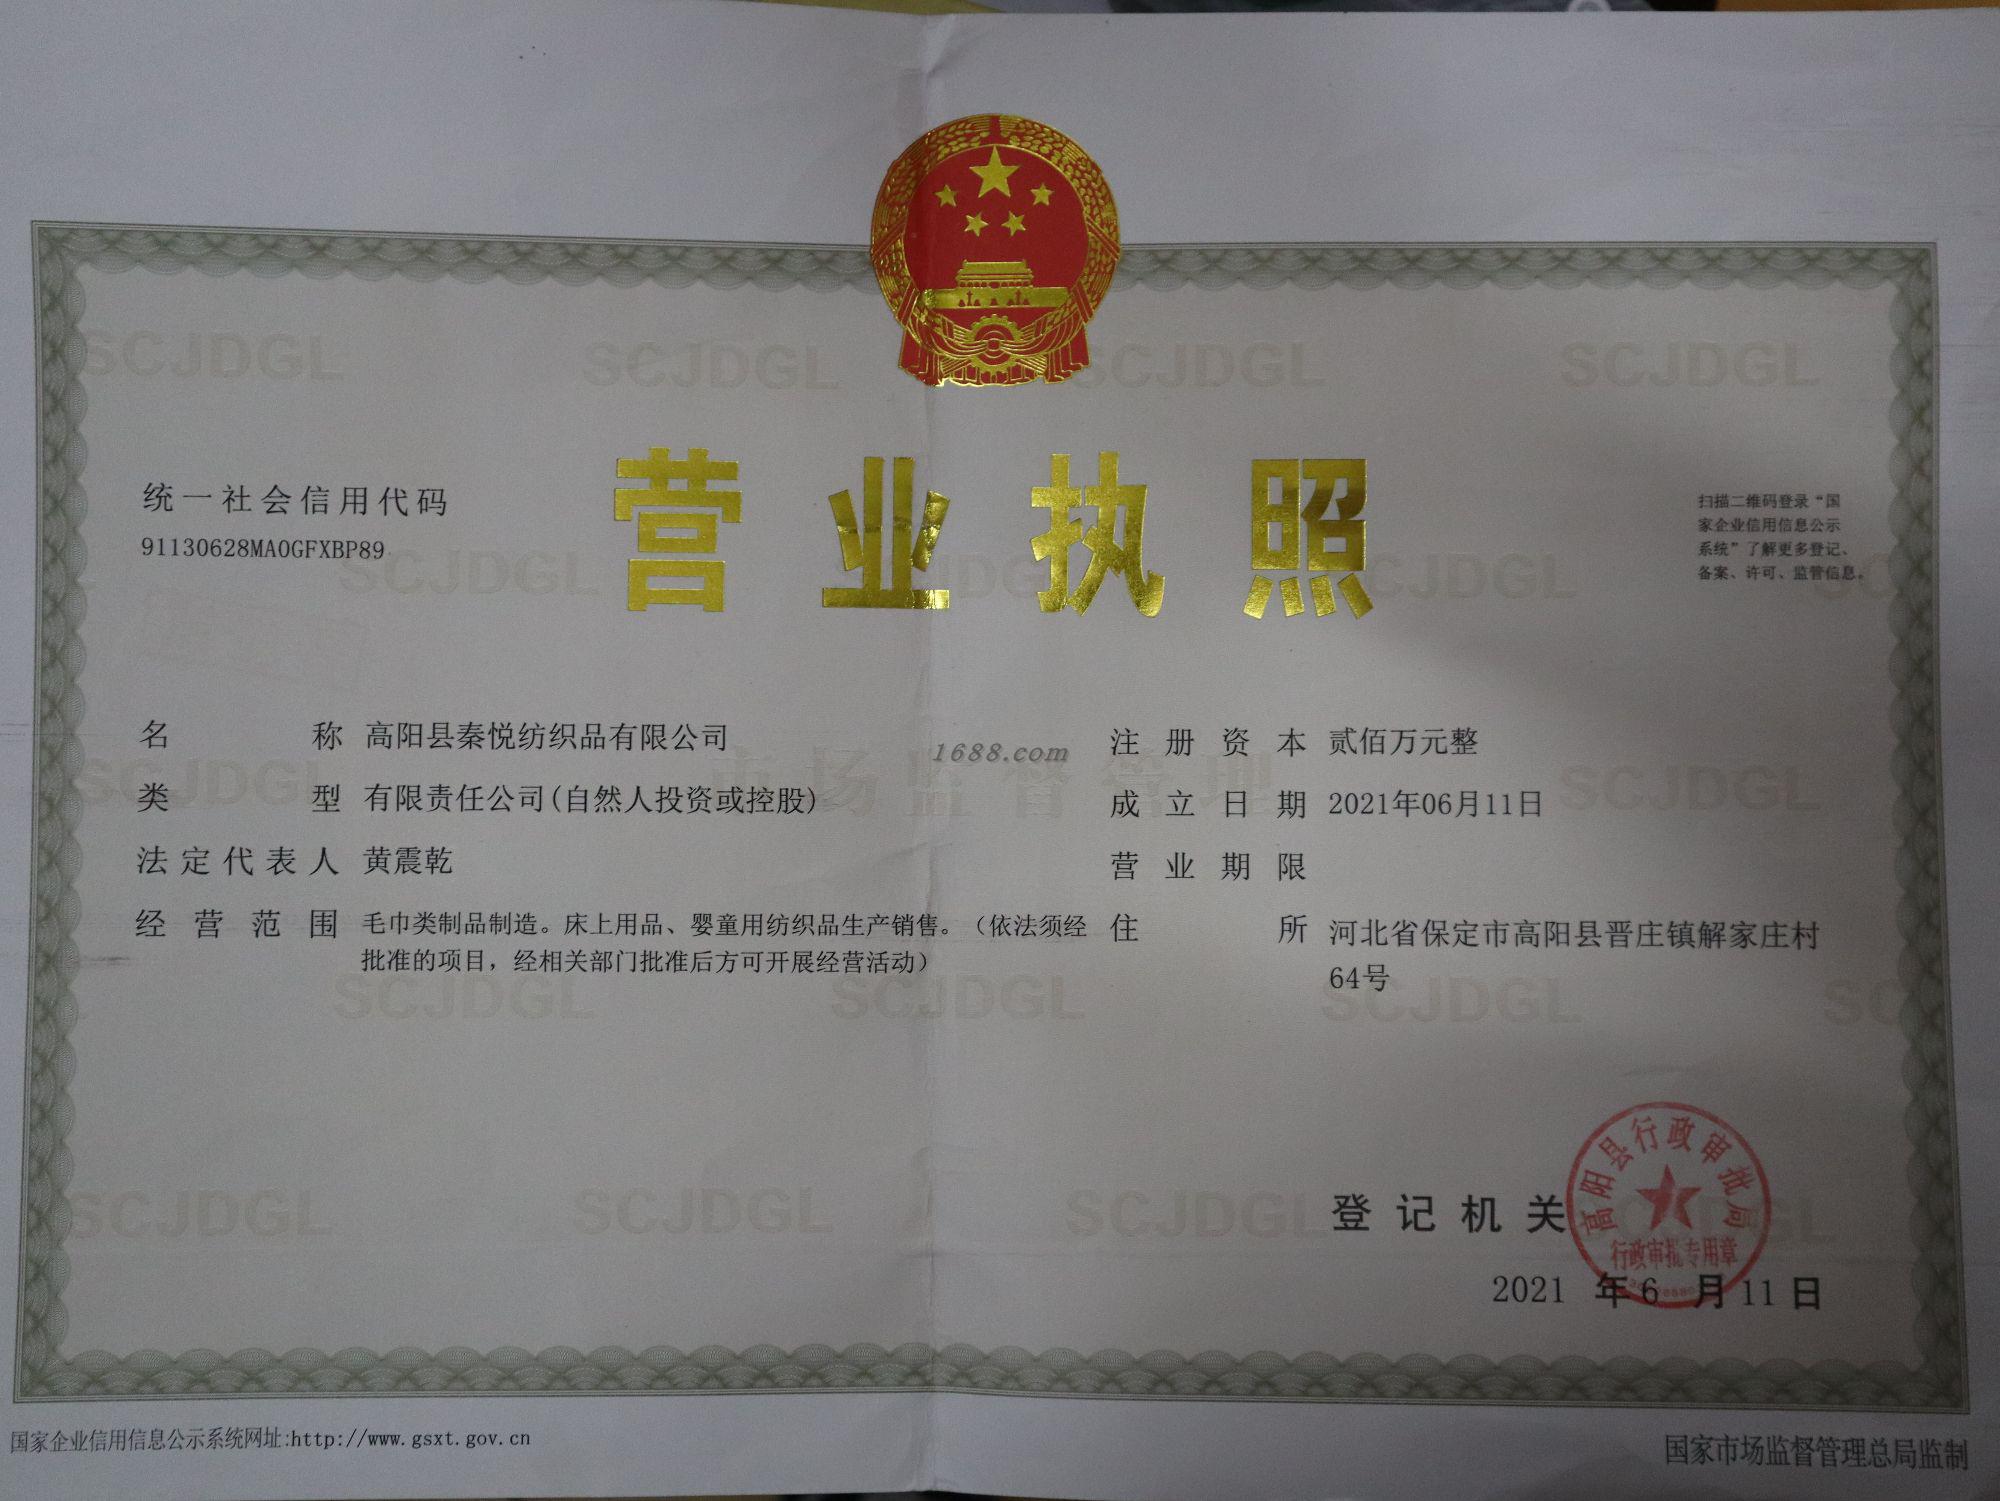 营业执照
统一社会信用代码
91130628MA0GFXBP89
扫描二维码登录“国
家企业信用信息公示
系统”了解更多登记、
备案、许可、监管信息。
名称 高阳县秦悦纺织品有限公司
类型 有限责任公司(自然人投资或控股)
法定代表人 黄震乾
经营范围 毛巾类制品制造。床上用品、婴童用纺织品生产销售。（依法须经
批准的项目，经相关部门批准后方可开展经营活动）
注册资本 贰佰万元整
成立日期 2021年06月11日
营业期限
住所 河北省保定市高阳县晋庄镇解家庄村
64号
1688.com
市场监督管理
SCJDGL
登记机关
高阳县行政审批局
行政审批专用章
2021 年 6 月 11 日
国家企业信用信息公示系统网址:http://www.gsxt.gov.cn
国家市场监督管理总局监制